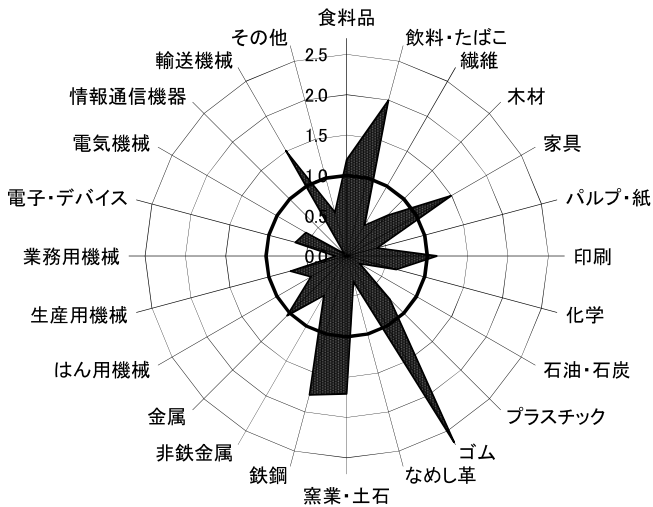 食料品
飲料・たばこ
繊維
木材
家具
パルプ・紙
印刷
化学
石油・石炭
プラスチック
ゴム
なめし革
窯業・土石
鉄鋼
非鉄金属
金属
はん用機械
生産用機械
業務用機械
電子・デバイス
電気機械
情報通信機器
輸送機械
その他
2.5
2.0
1.5
1.0
0.5
0.0